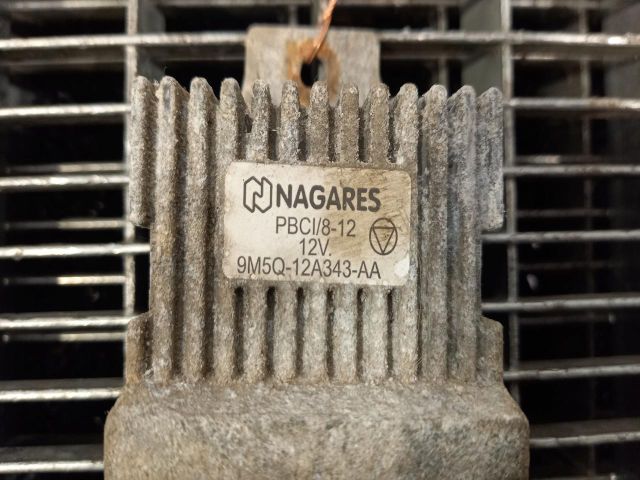 NAGARES
PBCI/8-12
12V.
9M5Q-12A343-AA